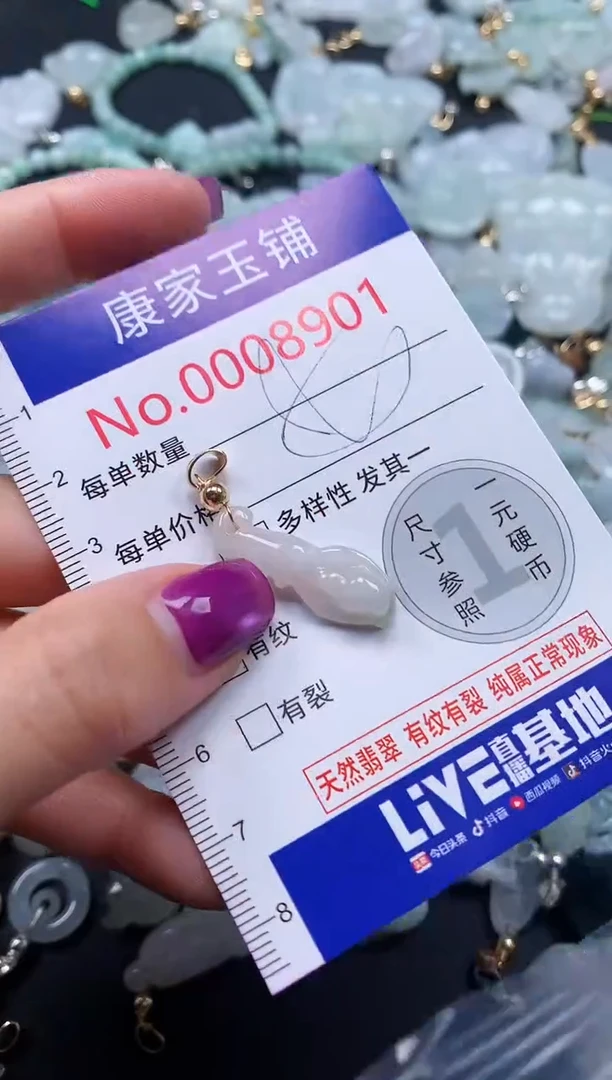 康家玉铺
No.0008901
1
2
每单数量
3
每单价格
多样性 发其一
尺寸参照
一元硬币
1
有纹
有裂
6
天然翡翠 有纹有裂 纯属正常现象
7
LiVE直播基地
今日头条 抖音 西瓜视频 抖音火
8